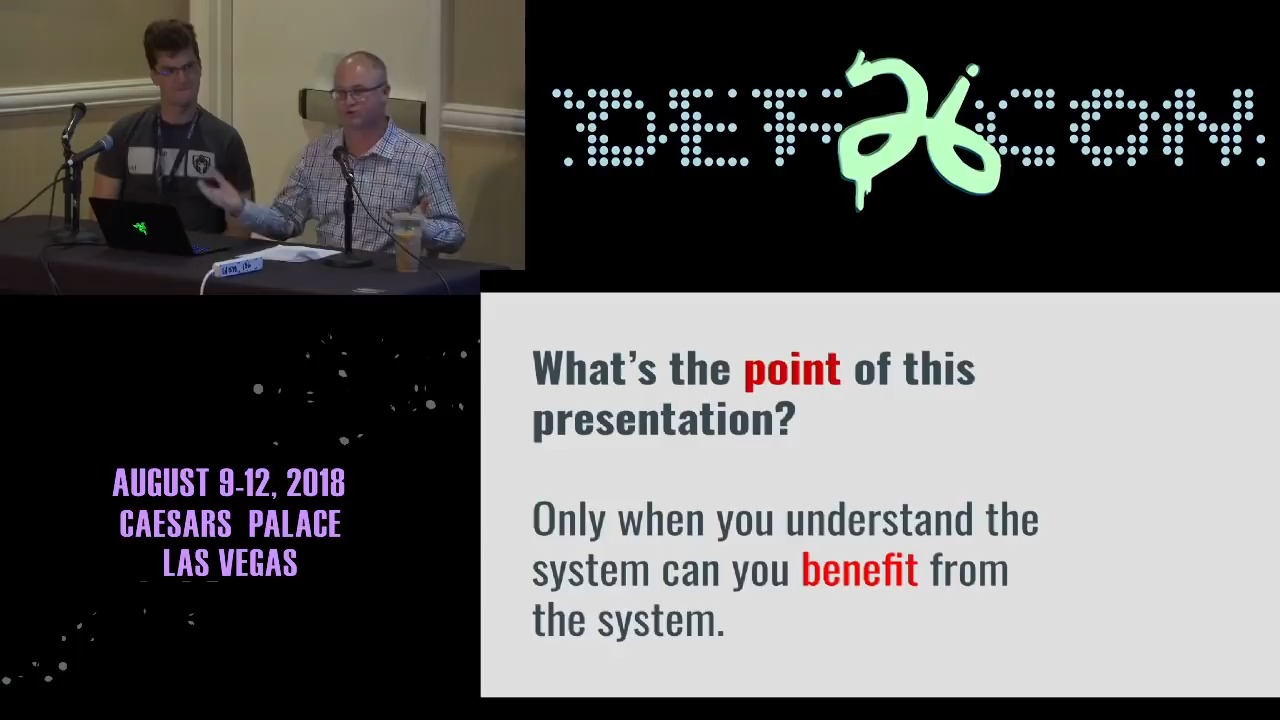 DEF 26 CON
What's the point of this
presentation?
Only when you understand the
system can you benefit from
the system.
AUGUST 9-12, 2018
CAESARS PALACE
LAS VEGAS